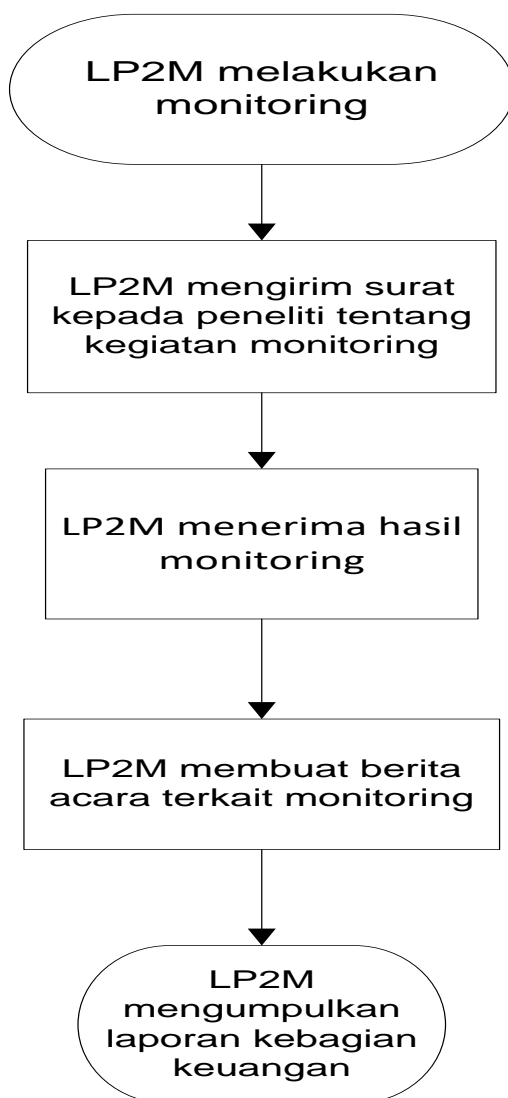 LP2M melakukan
monitoring
LP2M mengirim surat
kepada peneliti tentang
kegiatan monitoring
LP2M menerima hasil
monitoring
LP2M membuat berita
acara terkait monitoring
LP2M
mengumpulkan
laporan kebagian
keuangan